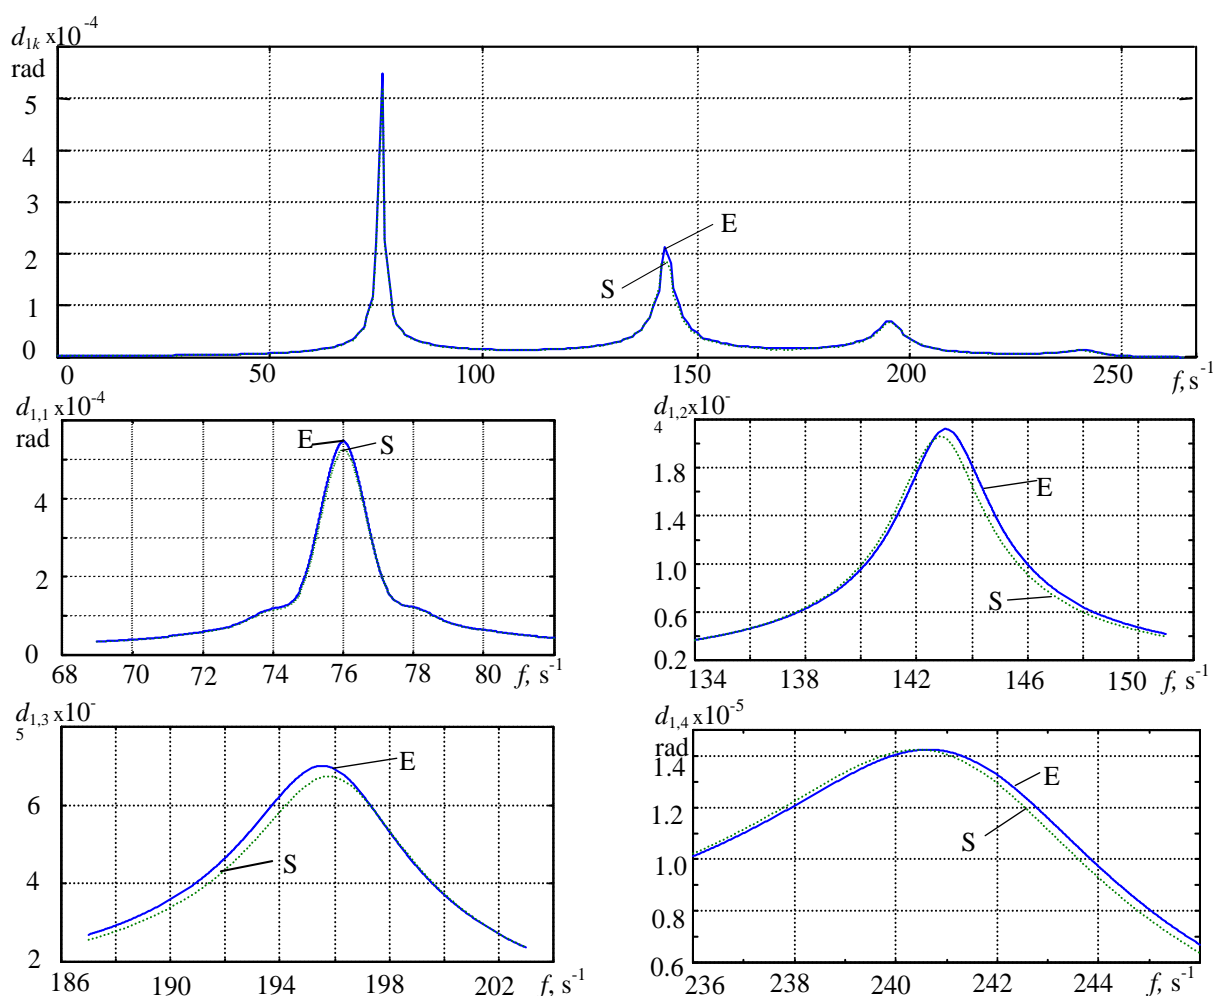 d1k x10^-4
rad
5
4
3
2
1
0
E
S
0 50 100 150 200 250 f, s^-1
d1,1 x10^-4
rad
E
S
4
2
0
68 70 72 74 76 78 80 f, s^-1
d1,2x10^-
4
1.8
1.4
1.0
0.6
0.2
E
S
134 138 142 146 150 f, s^-1
d1,3 x10^-
5
6
4
2
E
S
186 190 194 196 198 202 f, s^-1
d1,4 x10^-5
rad
1.4
1.2
1.0
0.8
0.6
E
S
236 238 240 242 244 f, s^-1